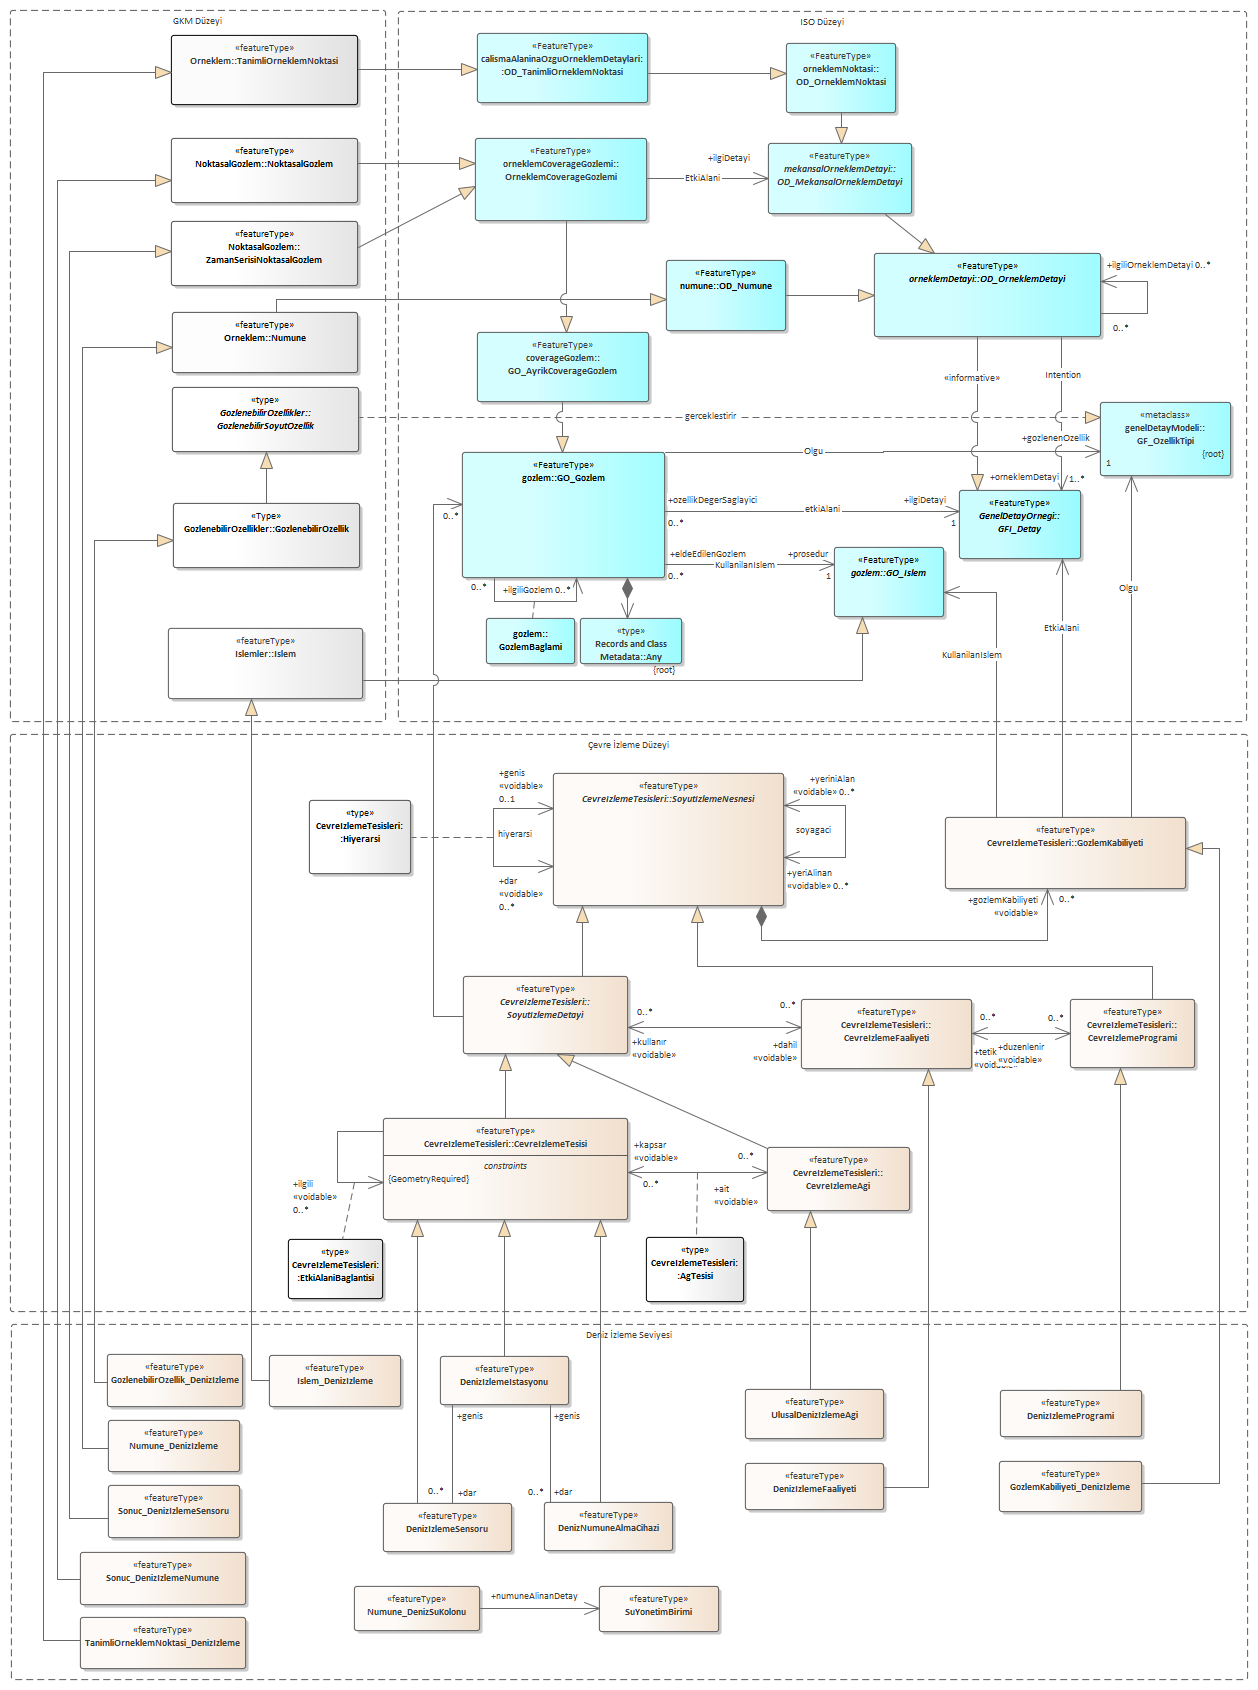 GKM Düzeyi
«featureType»
Orneklem::TanimliOrneklemNoktasi
«featureType»
NoktasalGozlem::NoktasalGozlem
«featureType»
NoktasalGozlem::
ZamanSerisiNoktasalGozlem
«featureType»
Orneklem::Numune
«type»
GozlenebilirOzellikler::
GozlenebilirSoyutOzellik
«Type»
GozlenebilirOzellikler::GozlenebilirOzellik
«featureType»
Islemler::Islem
ISO Düzeyi
«FeatureType»
calismaAlaninaOzguOrneklemDetaylari:
:OD_TanimliOrneklemNoktasi
«FeatureType»
orneklemNoktasi::
OD_OrneklemNoktasi
«FeatureType»
orneklemCoverageGozlemi::
OrneklemCoverageGozlemi
+ilgiDetayi
EtkiAlani
«FeatureType»
mekansalOrneklemDetayi::
OD_MekansalOrneklemDetayi
«FeatureType»
numune::OD_Numune
«FeatureType»
orneklemDetayi::OD_OrneklemDetayi
+ilgiliOrneklemDetayi 0..*
0..*
«FeatureType»
coverageGozlem::
GO_AyrikCoverageGozlem
«informative»
Intention
gerceklestir
«metaclass»
genelDetayModeli::
GF_OzellikTipi
{root}
+gozlenenOzellik
1
Olgu
«FeatureType»
gozlem::GO_Gozlem
0..*
+orneklemDetayi
1..*
+ozellikDegerSaglayici
0..*
etkiAlani
+ilgiDetayi
1
«FeatureType»
GenelDetayOrnegi::
GFI_Detay
+eldeEdilenGozlem
0..*
KullanilanIslem
+prosedur
1
«FeatureType»
gozlem::GO_Islem
0..*
+ilgiliGozlem 0..*
gozlem::
GozlemBaglami
«type»
Records and Class
Metadata::Any
{root}
Olgu
EtkiAlani
KullanilanIslem
Çevre İzleme Düzeyi
«type»
CevreIzlemeTesisleri:
:Hiyerarsi
+genis
«voidable»
0..1
hiyerarsi
+dar
«voidable»
0..*
«featureType»
CevreIzlemeTesisleri::SoyutIzlemeNesnesi
+yeriniAlan
«voidable» 0..*
soyagaci
+yeriAlinan
«voidable» 0..*
«featureType»
CevreIzlemeTesisleri::GozlemKabiliyeti
+gozlemKabiliyeti
«voidable»
0..*
«featureType»
CevreIzlemeTesisleri::
SoyutIzlemeDetayi
0..*
+kullanır
«voidable»
0..*
+dahil
«voidable»
«featureType»
CevreIzlemeTesisleri::
CevreIzlemeFaaliyeti
0..*
+tetik
0..*
+duzenlenir
«voidable»
«featureType»
CevreIzlemeTesisleri::
CevreIzlemeProgrami
«featureType»
CevreIzlemeTesisleri::CevreIzlemeTesisi
constraints
{GeometryRequired}
+ilgili
«voidable»
0..*
+kapsar
«voidable»
0..*
0..*
+ait
«voidable»
«featureType»
CevreIzlemeTesisleri::
CevreIzlemeAgi
«type»
CevreIzlemeTesisleri:
:EtkiAlaniBaglantisi
«type»
CevreIzlemeTesisleri:
:AgTesisi
Deniz İzleme Seviyesi
«featureType»
GozlenebilirOzellik_DenizIzleme
«featureType»
Islem_DenizIzleme
«featureType»
DenizIzlemeIstasyonu
«featureType»
Numune_DenizIzleme
«featureType»
Sonuc_DenizIzlemeSensoru
«featureType»
Sonuc_DenizIzlemeNumune
«featureType»
TanimliOrneklemNoktasi_DenizIzleme
+genis
0..*
+dar
+genis
0..*
+dar
«featureType»
DenizIzlemeSensoru
«featureType»
DenizNumuneAlmaCihazi
«featureType»
UlusalDenizIzlemeAgi
«featureType»
DenizIzlemeFaaliyeti
«featureType»
DenizIzlemeProgrami
«featureType»
GozlemKabiliyeti_DenizIzleme
«featureType»
Numune_DenizSuKolonu
+numuneAlinanDetay
«featureType»
SuYonetimBirimi